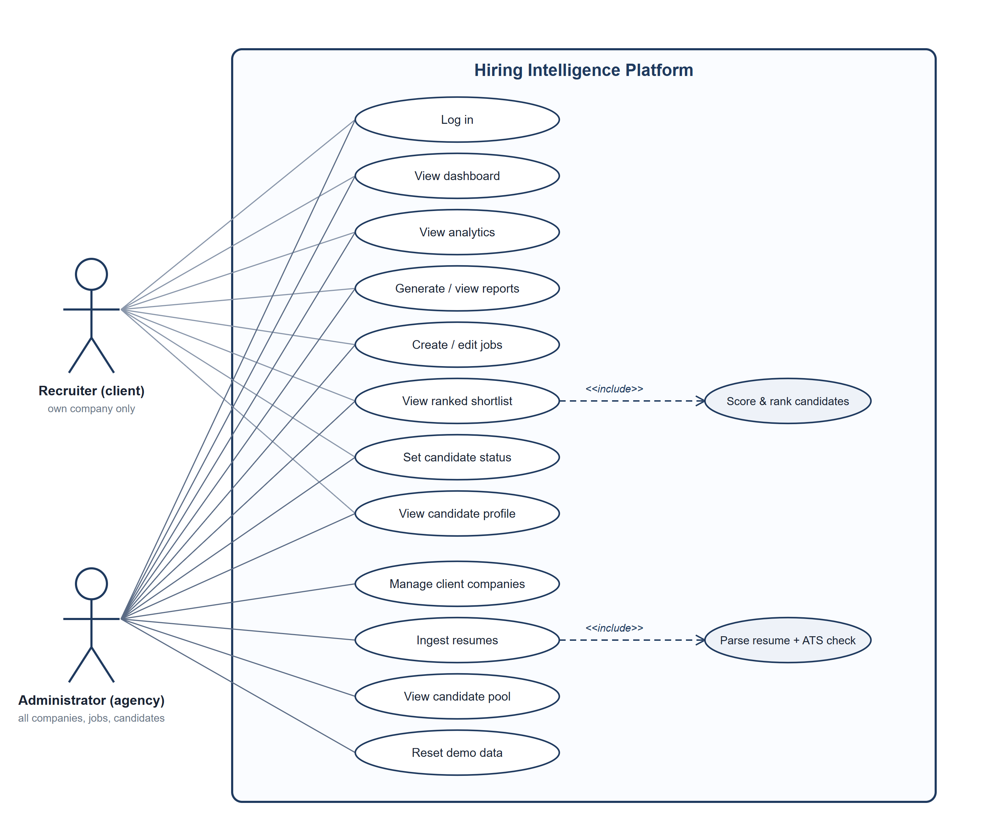 Hiring Intelligence Platform
Log in
View dashboard
View analytics
Generate / view reports
Create / edit jobs
Recruiter (client)
own company only
View ranked shortlist
<<include>>
Score & rank candidates
Set candidate status
View candidate profile
Manage client companies
Ingest resumes
<<include>>
Parse resume + ATS check
Administrator (agency)
all companies, jobs, candidates
View candidate pool
Reset demo data